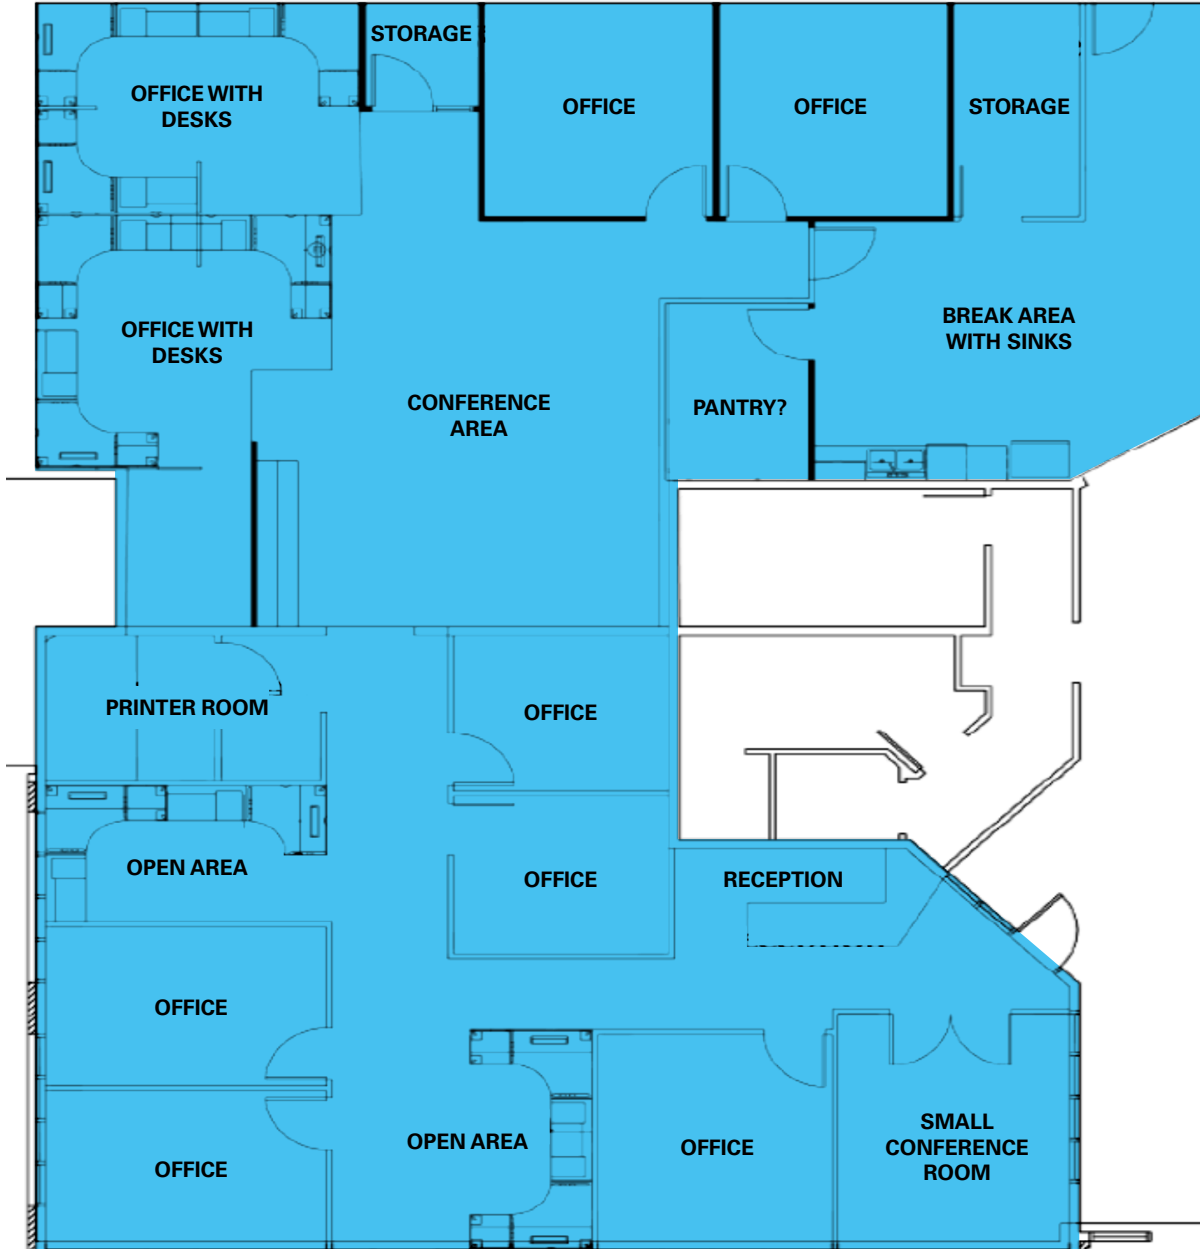 STORAGE
OFFICE WITH
DESKS
OFFICE
OFFICE
STORAGE
OFFICE WITH
DESKS
BREAK AREA
WITH SINKS
CONFERENCE
AREA
PANTRY?
PRINTER ROOM
OFFICE
OPEN AREA
OFFICE
RECEPTION
OFFICE
OPEN AREA
OFFICE
SMALL
CONFERENCE
ROOM
OFFICE